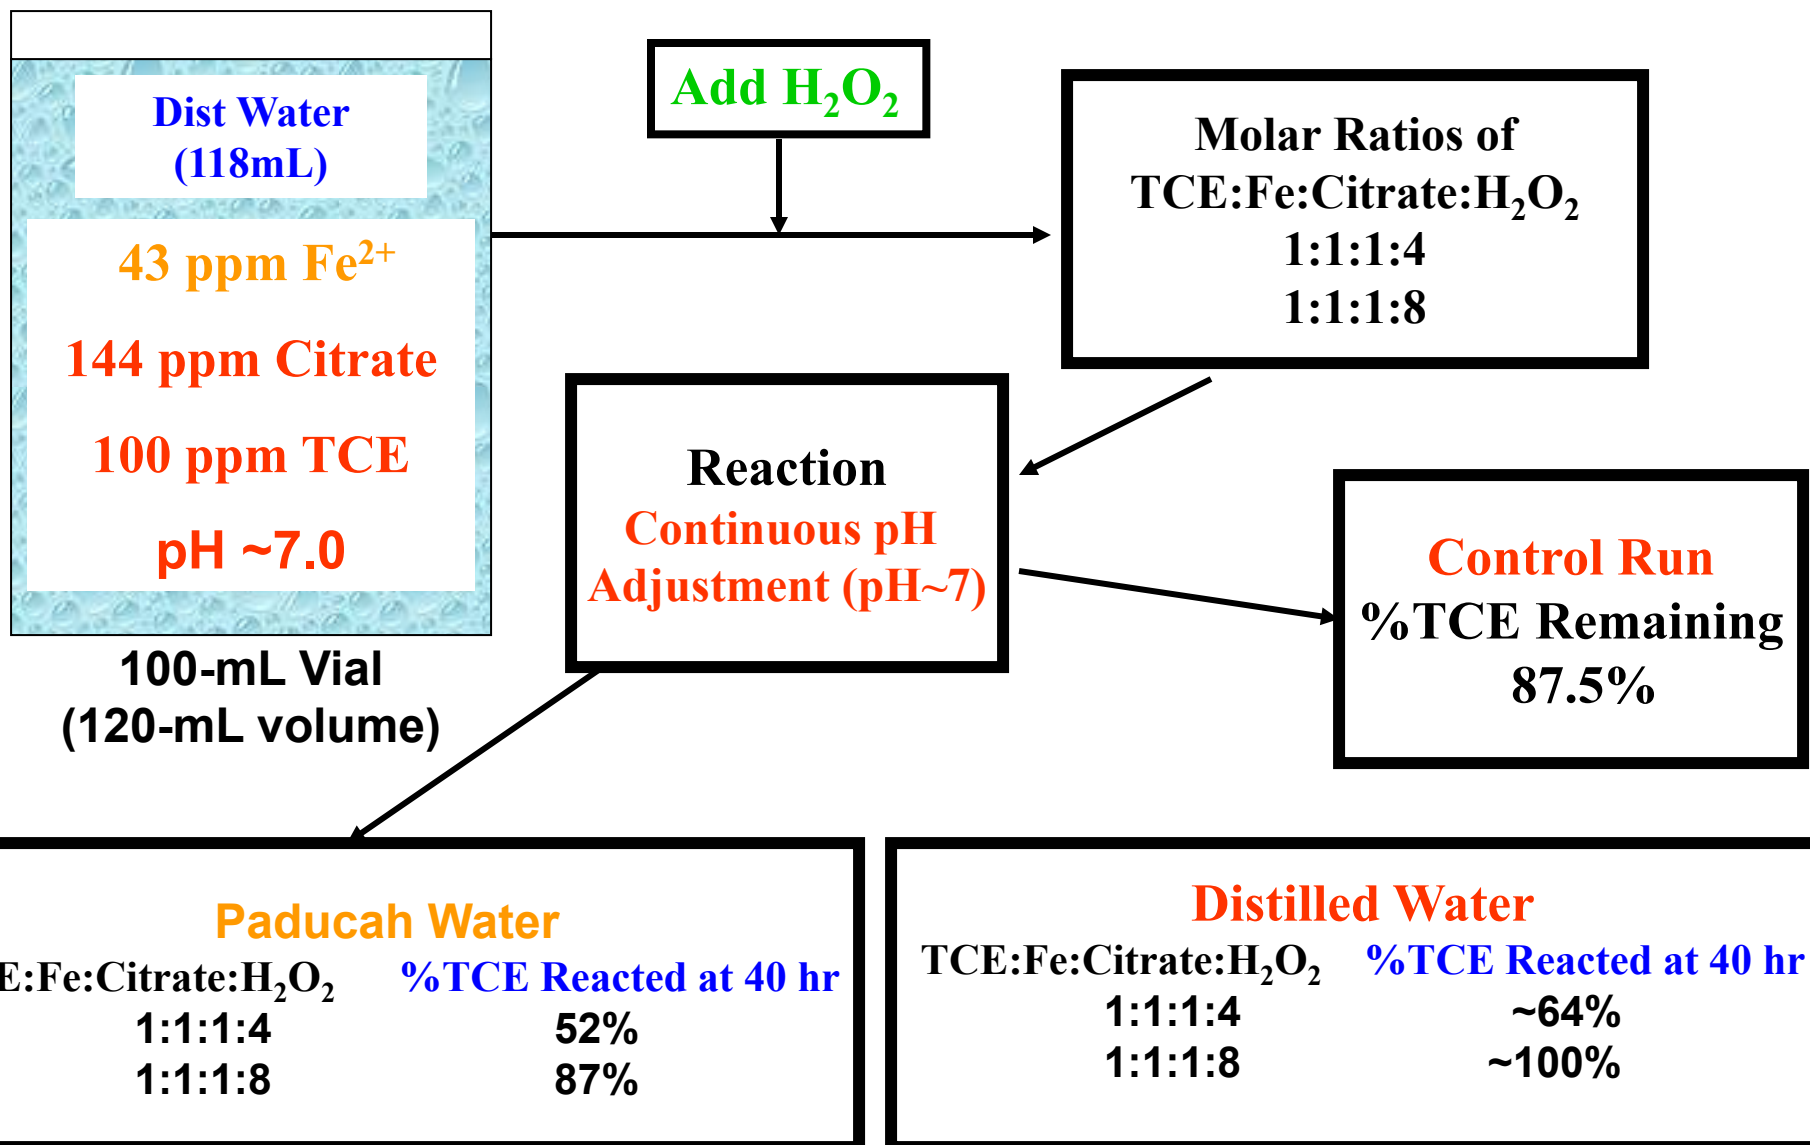 Dist Water
(118mL)
43 ppm Fe²⁺
144 ppm Citrate
100 ppm TCE
pH ~7.0
100-mL Vial
(120-mL volume)
Add H₂O₂
Molar Ratios of
TCE:Fe:Citrate:H₂O₂
1:1:1:4
1:1:1:8
Reaction
Continuous pH
Adjustment (pH~7)
Control Run
%TCE Remaining
87.5%
Paducah Water
E:Fe:Citrate:H₂O₂ %TCE Reacted at 40 hr
1:1:1:4 52%
1:1:1:8 87%
Distilled Water
TCE:Fe:Citrate:H₂O₂ %TCE Reacted at 40 hr
1:1:1:4 ~64%
1:1:1:8 ~100%